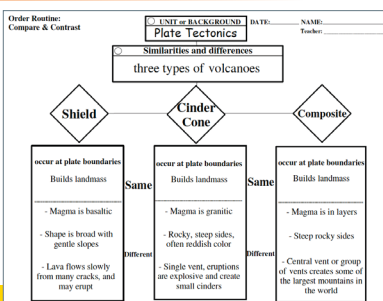 Order Routine:
Compare & Contrast
UNIT or BACKGROUND
DATE:
NAME:
Teacher:
Plate Tectonics
Similarities and differences
three types of volcanoes
Shield
Cinder
Cone
Composite
occur at plate boundaries
Builds landmass
- Magma is basaltic
- Shape is broad with
gentle slopes
- Lava flows slowly
from many cracks, and
may erupt
Same
Different
occur at plate boundaries
Builds landmass
- Magma is granitic
- Rocky, steep sides,
often reddish color
- Single vent, eruptions
are explosive and create
small cinders
Same
Different
occur at plate boundaries
Builds landmass
- Magma is in layers
- Steep rocky sides
- Central vent or group
of vents creates some of
the largest mountains in
the world